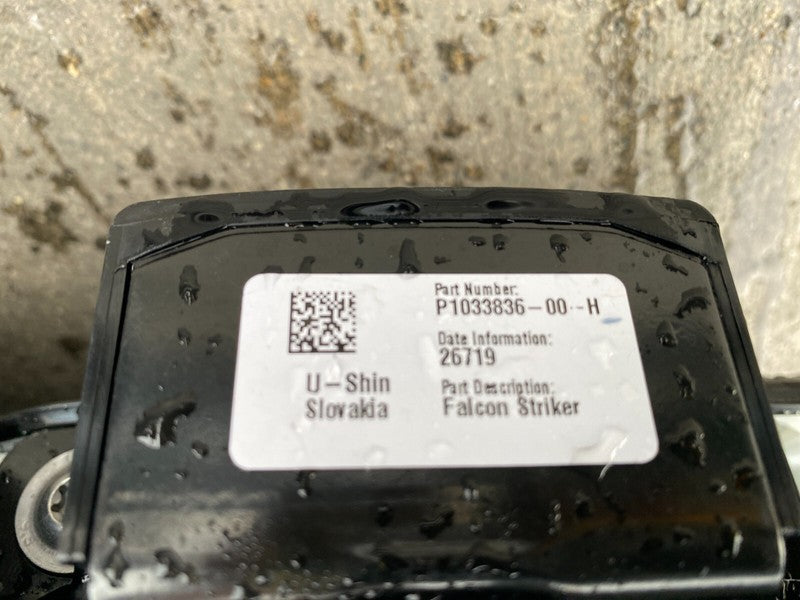 U-Shin
Slovakia
Part Number:
P1033836-00--H
Date Information:
26719
Part Description:
Falcon Striker